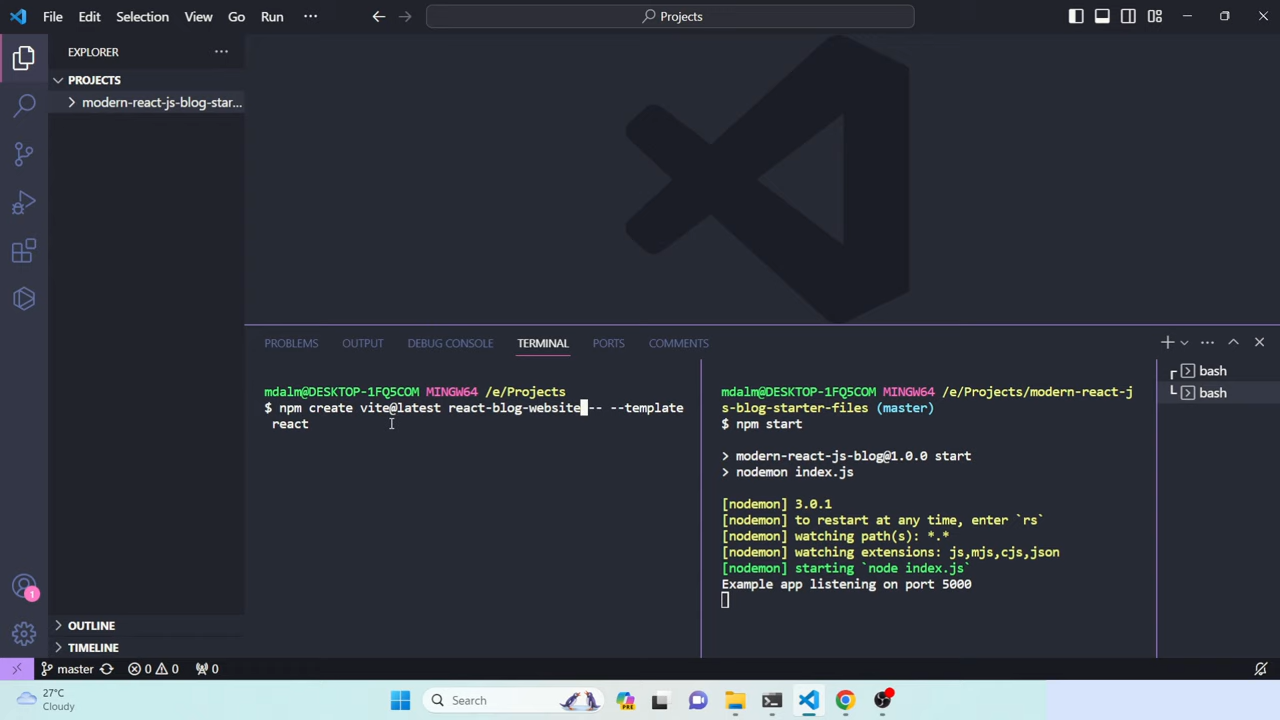 File Edit Selection View Go Run ···
Projects
EXPLORER ···
PROJECTS
modern-react-js-blog-star...
PROBLEMS OUTPUT DEBUG CONSOLE TERMINAL PORTS COMMENTS
mdalm@DESKTOP-1FQ5COM MINGW64 /e/Projects
$ npm create vite@latest react-blog-website -- --template
react
mdalm@DESKTOP-1FQ5COM MINGW64 /e/Projects/modern-react-j
s-blog-starter-files (master)
$ npm start
> modern-react-js-blog@1.0.0 start
> nodemon index.js
[nodemon] 3.0.1
[nodemon] to restart at any time, enter `rs`
[nodemon] watching path(s): *.*
[nodemon] watching extensions: js,mjs,cjs,json
[nodemon] starting `node index.js`
Example app listening on port 5000
bash
bash
1
OUTLINE
TIMELINE
master 0 0 0
27°C
Cloudy
Search
PRE